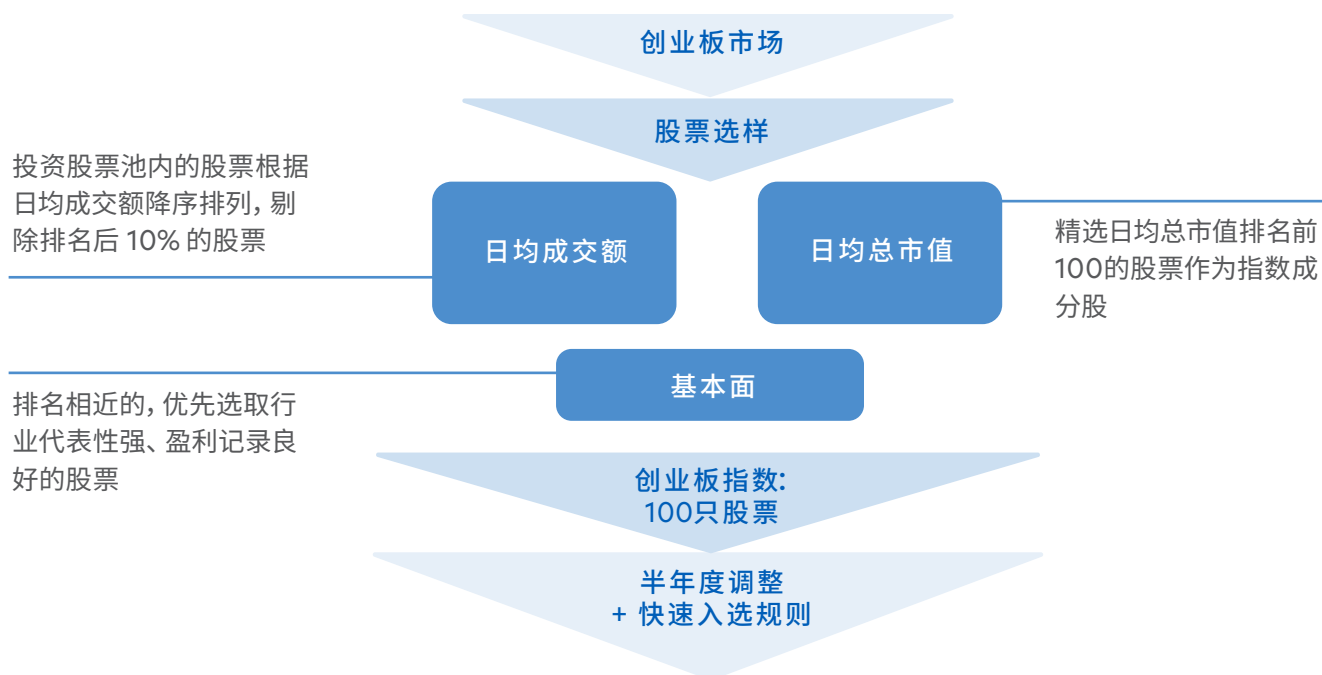 创业板市场
股票选样
投资股票池内的股票根据
日均成交额降序排列，剔
除排名后 10% 的股票
日均成交额
日均总市值
精选日均总市值排名前
100的股票作为指数成
分股
基本面
排名相近的，优先选取行
业代表性强、盈利记录良
好的股票
创业板指数：
100只股票
半年度调整
+ 快速入选规则